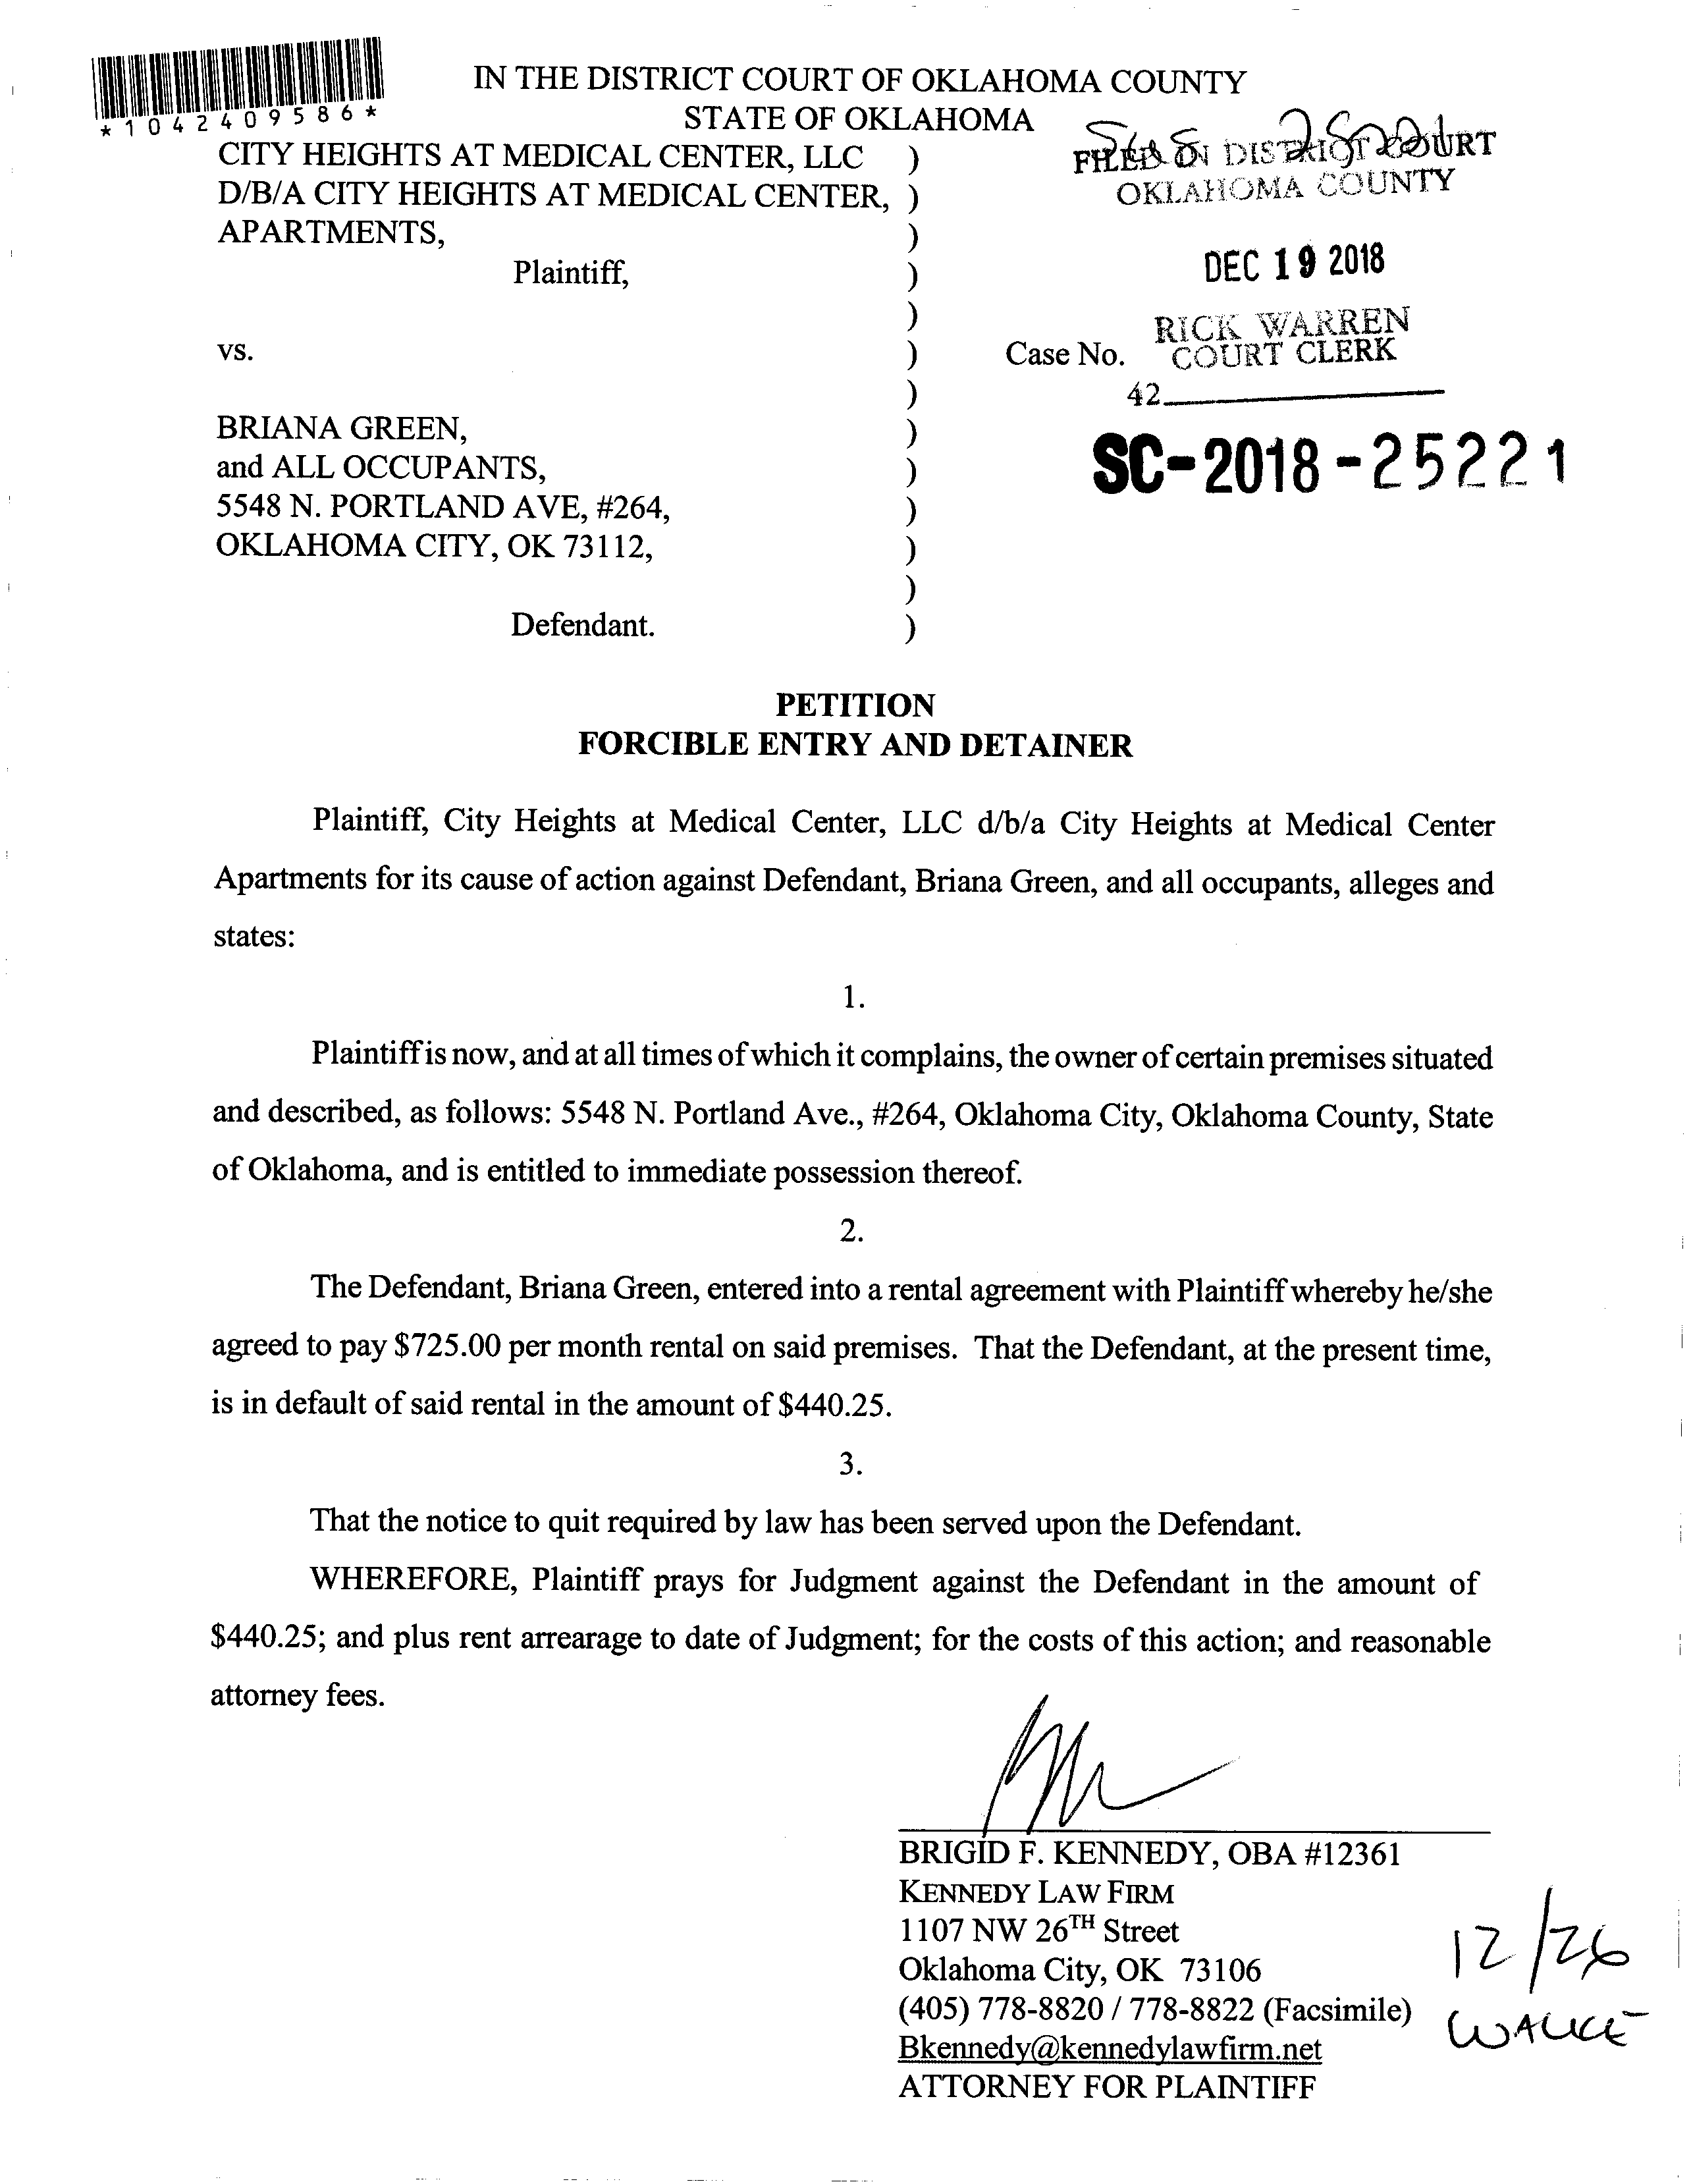 *1042409586*
IN THE DISTRICT COURT OF OKLAHOMA COUNTY
STATE OF OKLAHOMA
CITY HEIGHTS AT MEDICAL CENTER, LLC )
D/B/A CITY HEIGHTS AT MEDICAL CENTER, )
APARTMENTS, )
Plaintiff, )
)
vs. )
)
BRIANA GREEN, )
and ALL OCCUPANTS, )
5548 N. PORTLAND AVE, #264, )
OKLAHOMA CITY, OK 73112, )
)
Defendant. )
FILED IN DISTRICT COURT
OKLAHOMA COUNTY
DEC 19 2018
RICK WARREN
COURT CLERK
Case No.
42
SC-2018-25221
PETITION
FORCIBLE ENTRY AND DETAINER
Plaintiff, City Heights at Medical Center, LLC d/b/a City Heights at Medical Center
Apartments for its cause of action against Defendant, Briana Green, and all occupants, alleges and
states:
1.
Plaintiff is now, and at all times of which it complains, the owner of certain premises situated
and described, as follows: 5548 N. Portland Ave., #264, Oklahoma City, Oklahoma County, State
of Oklahoma, and is entitled to immediate possession thereof.
2.
The Defendant, Briana Green, entered into a rental agreement with Plaintiff whereby he/she
agreed to pay $725.00 per month rental on said premises. That the Defendant, at the present time,
is in default of said rental in the amount of $440.25.
3.
That the notice to quit required by law has been served upon the Defendant.
WHEREFORE, Plaintiff prays for Judgment against the Defendant in the amount of
$440.25; and plus rent arrearage to date of Judgment; for the costs of this action; and reasonable
attorney fees.
BRIGID F. KENNEDY, OBA #12361
KENNEDY LAW FIRM
1107 NW 26TH Street
Oklahoma City, OK 73106
(405) 778-8820 / 778-8822 (Facsimile)
Bkennedy@kennedylawfirm.net
ATTORNEY FOR PLAINTIFF
12/26